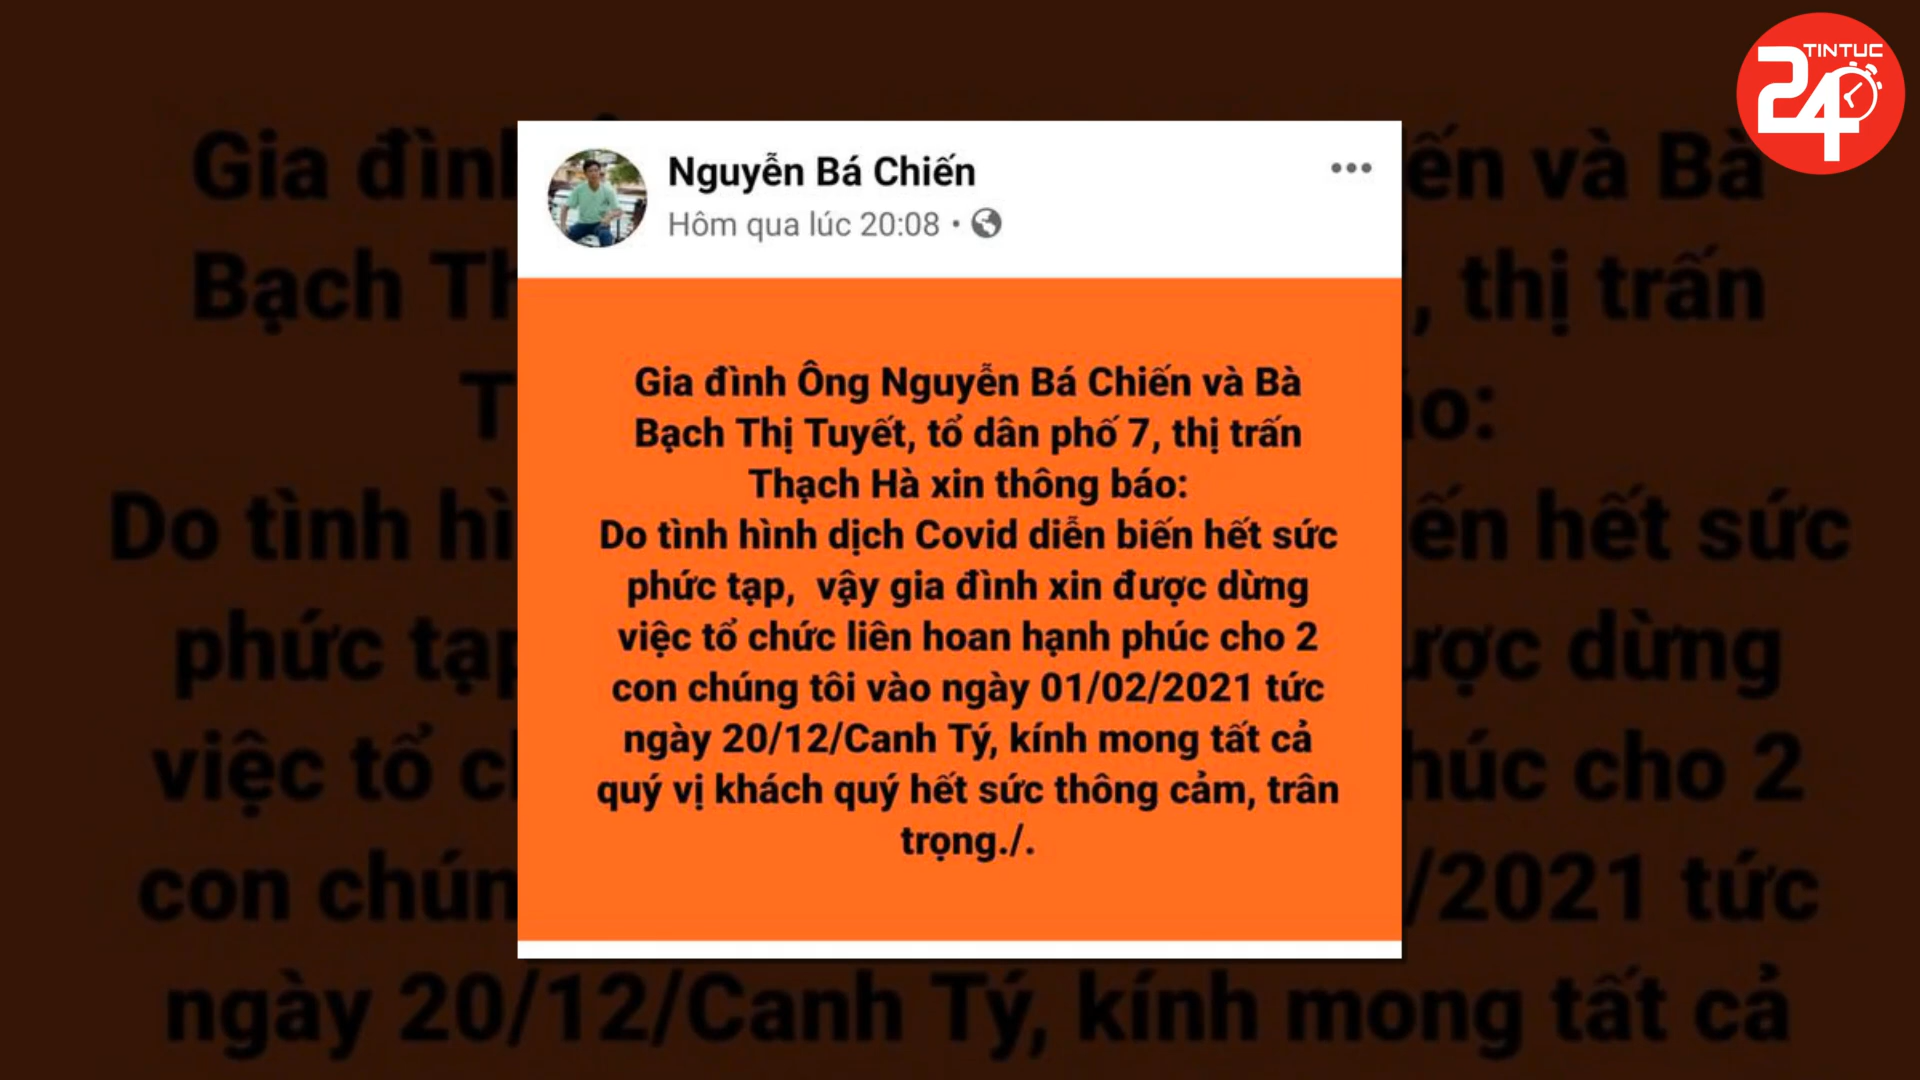 TINTUC
24
Nguyễn Bá Chiến
Hôm qua lúc 20:08
Gia đình Ông Nguyễn Bá Chiến và Bà
Bạch Thị Tuyết, tổ dân phố 7, thị trấn
Thạch Hà xin thông báo:
Do tình hình dịch Covid diễn biến hết sức
phức tạp, vậy gia đình xin được dừng
việc tổ chức liên hoan hạnh phúc cho 2
con chúng tôi vào ngày 01/02/2021 tức
ngày 20/12/Canh Tý, kính mong tất cả
quý vị khách quý hết sức thông cảm, trân
trọng./.